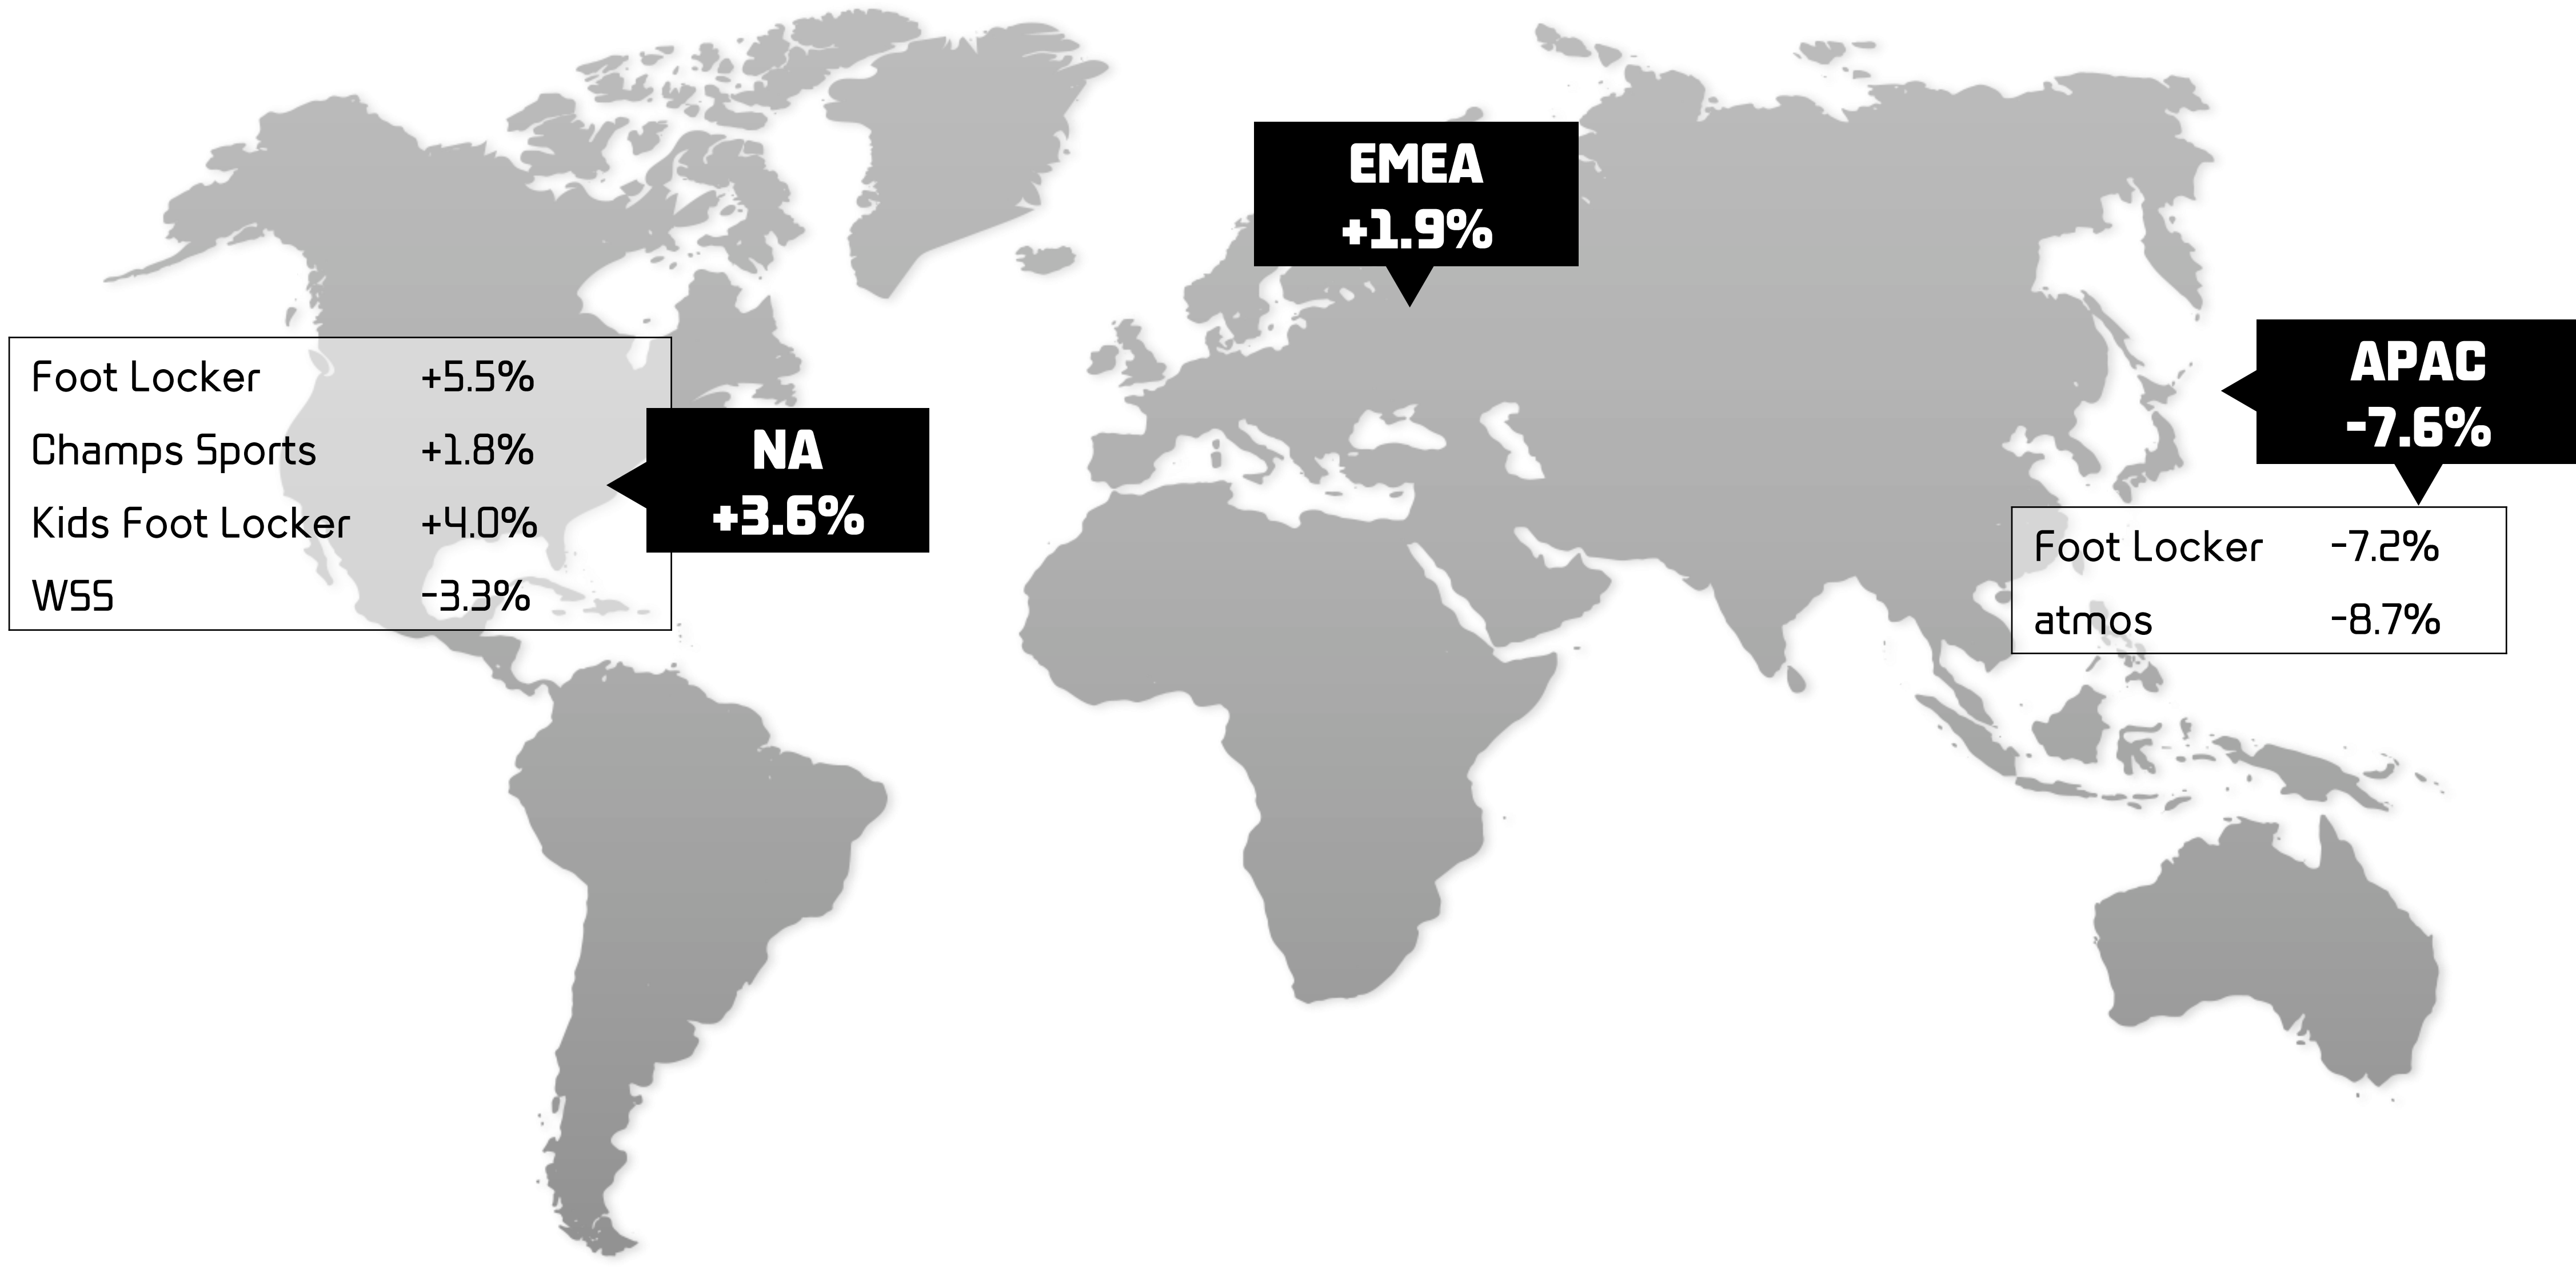 EMEA
+1.9%
Foot Locker +5.5%
Champs Sports +1.8%
Kids Foot Locker +4.0%
WSS -3.3%
NA
+3.6%
APAC
-7.6%
Foot Locker -7.2%
atmos -8.7%